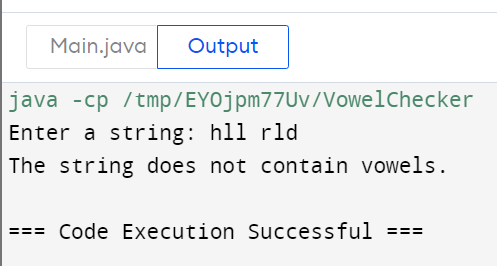 Main.java Output
java -cp /tmp/EYOjpm77Uv/VowelChecker
Enter a string: hll rld
The string does not contain vowels.
=== Code Execution Successful ===